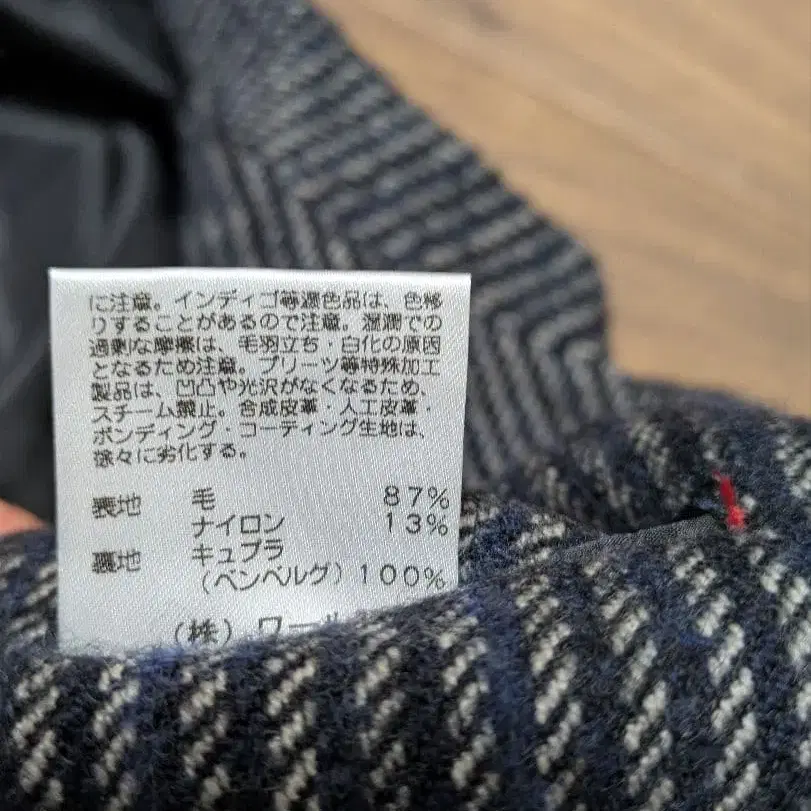 に注意。インディゴ等濃色品は、色移
りすることがあるので注意。湿潤での
過剰な摩擦は、毛羽立ち・白化の原因
となるため注意。プリーツ等特殊加工
製品は、凹凸や光沢がなくなるため、
スチーム禁止。合成皮革・人工皮革・
ボンディング・コーティング生地は、
徐々に劣化する。
表地 毛 87%
ナイロン 13%
裏地 キュプラ
(ベンベルグ) 100%
(株) ワール